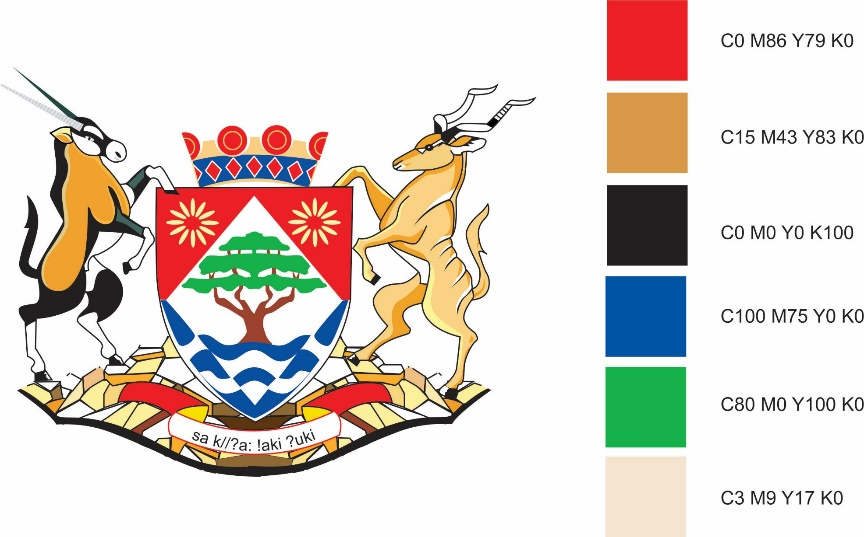 C0 M86 Y79 K0
C15 M43 Y83 K0
C0 M0 Y0 K100
C100 M75 Y0 K0
C80 M0 Y100 K0
C3 M9 Y17 K0
sa k//?a: !aki ?uki